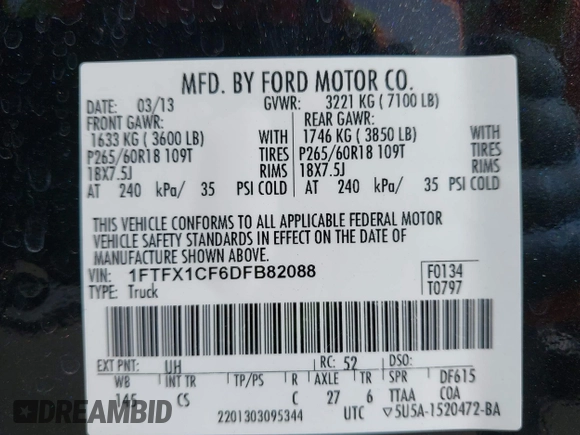 MFD. BY FORD MOTOR CO.
DATE: 03/13 GVWR: 3221 KG ( 7100 LB)
FRONT GAWR: REAR GAWR:
1633 KG ( 3600 LB) WITH 1746 KG ( 3850 LB) WITH
P265/60R18 109T TIRES P265/60R18 109T TIRES
18X7.5J RIMS 18X7.5J RIMS
AT 240 kPa/ 35 PSI COLD AT 240 kPa/ 35 PSI COLD
THIS VEHICLE CONFORMS TO ALL APPLICABLE FEDERAL MOTOR
VEHICLE SAFETY STANDARDS IN EFFECT ON THE DATE OF
MANUFACTURE SHOWN ABOVE.
VIN: 1FTFX1CF6DFB82088 F0134
TYPE: Truck T0797
EXT PNT: UH RC: 52 DSO:
WB INT TR TP/PS R AXLE TR SPR DF615
145 CS C 27 6 TTAA COA
2201303095344 UTC ▽5U5A-1520472-BA
DREAMBID